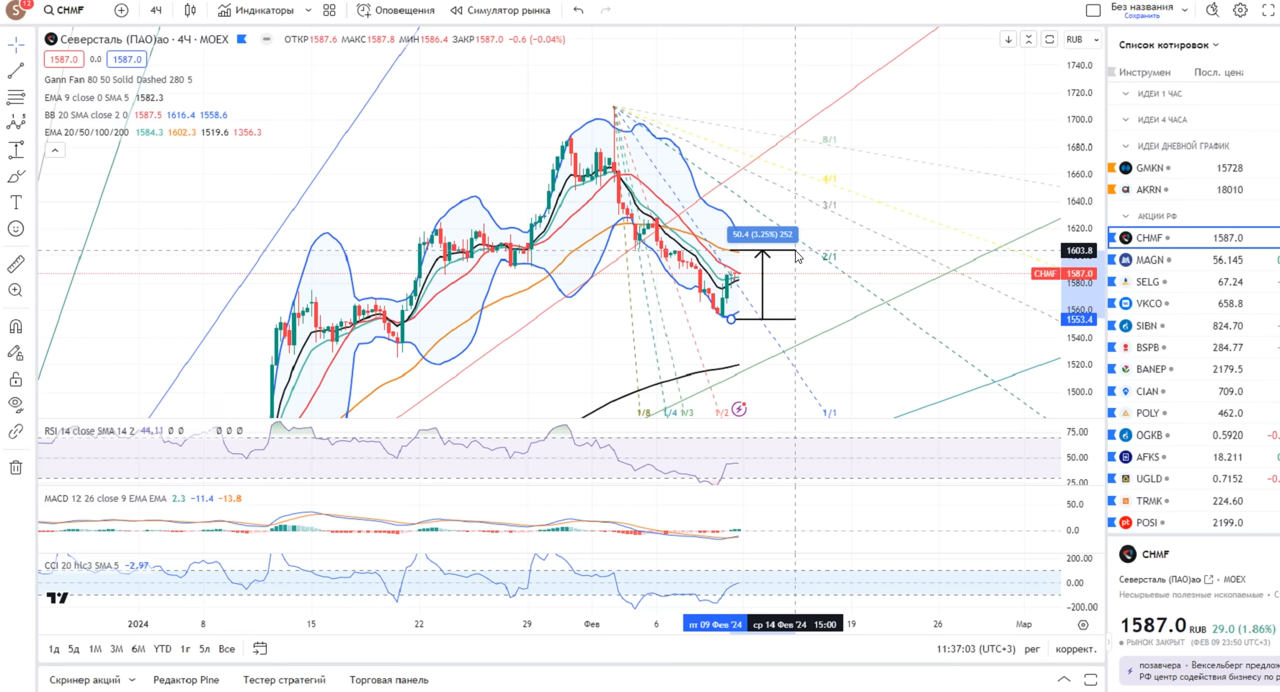 S 12 CHMF 4Ч Индикаторы Оповещения Симулятор рынка Без названия
Сохранить
Северсталь (ПАО)ао · 4Ч · MOEX ОТКР1587.6 МАКС1587.8 МИН1586.4 ЗАКР1587.0 −0.6 (−0.04%) RUB
1587.0 0.0 1587.0
Gann Fan 80 50 Solid Dashed 280 5
EMA 9 close 0 SMA 5 1582.3
BB 20 SMA close 2 0 1587.5 1616.4 1558.6
EMA 20/50/100/200 1584.3 1602.3 1519.6 1356.3
1740.0
1720.0
1700.0
1680.0
1660.0
1640.0
1620.0
1603.8
CHMF 1587.0
1580.0
1560.0
1553.4
1540.0
1520.0
1500.0
8/1
4/1
3/1
50.4 (3.25%) 252
2/1
1/8 1/4 1/3 1/2 1/1
RSI 14 close SMA 14 2 44.11 0 0 0 0 0
75.00
50.00
25.00
MACD 12 26 close 9 EMA EMA 2.3 −11.4 −13.8
50.0
0.0
CCI 20 hlc3 SMA 5 −2.97
200.00
0.00
−200.00
2024 8 15 22 29 Фев 6 пт 09 Фев '24 ср 14 Фев '24 15:00 19 26 Мар
1д 5д 1М 3М 6М YTD 1г 5л Все 11:37:03 (UTC+3) рег коррект.
Скринер акций Редактор Pine Тестер стратегий Торговая панель
Список котировок
Инструмен Посл. цена
ИДЕИ 1 ЧАС
ИДЕИ 4 ЧАСА
ИДЕИ ДНЕВНОЙ ГРАФИК
GMKN 15728
AKRN 18010
АКЦИИ РФ
CHMF 1587.0
MAGN 56.145
SELG 67.24
VKCO 658.8
SIBN 824.70
BSPB 284.77
BANEP 2179.5
CIAN 709.0
POLY 462.0
OGKB 0.5920 −0.
AFKS 18.211
UGLD 0.7152 −0.
TRMK 224.60
POSI 2199.0
CHMF
Северсталь (ПАО)ао · MOEX
Несырьевые полезные ископаемые · С
1587.0 RUB 29.0 (1.86%)
РЫНОК ЗАКРЫТ (ФЕВ 09 23:50 UTC+3)
позавчера · Вексельберг предлож
РФ центр содействия бизнесу по р